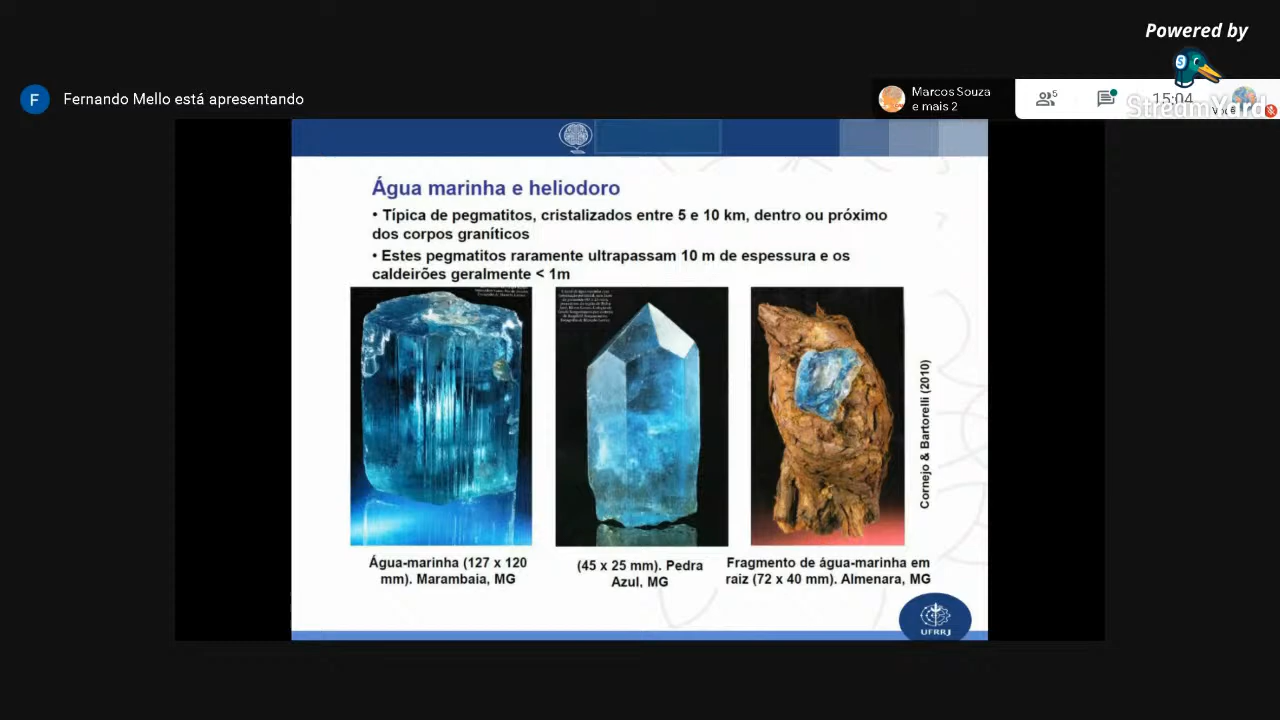 Powered by
Fernando Mello está apresentando
F
Marcos Souza
e mais 2
5
15:04
StreamYard
S
Você
Água marinha e heliodoro
• Típica de pegmatitos, cristalizados entre 5 e 10 km, dentro ou próximo
dos corpos graníticos
• Estes pegmatitos raramente ultrapassam 10 m de espessura e os
caldeirões geralmente < 1m
Cornejo & Bartorelli (2010)
Água-marinha (127 x 120
mm). Marambaia, MG
(45 x 25 mm). Pedra
Azul, MG
Fragmento de água-marinha em
raiz (72 x 40 mm). Almenara, MG
UFRRJ